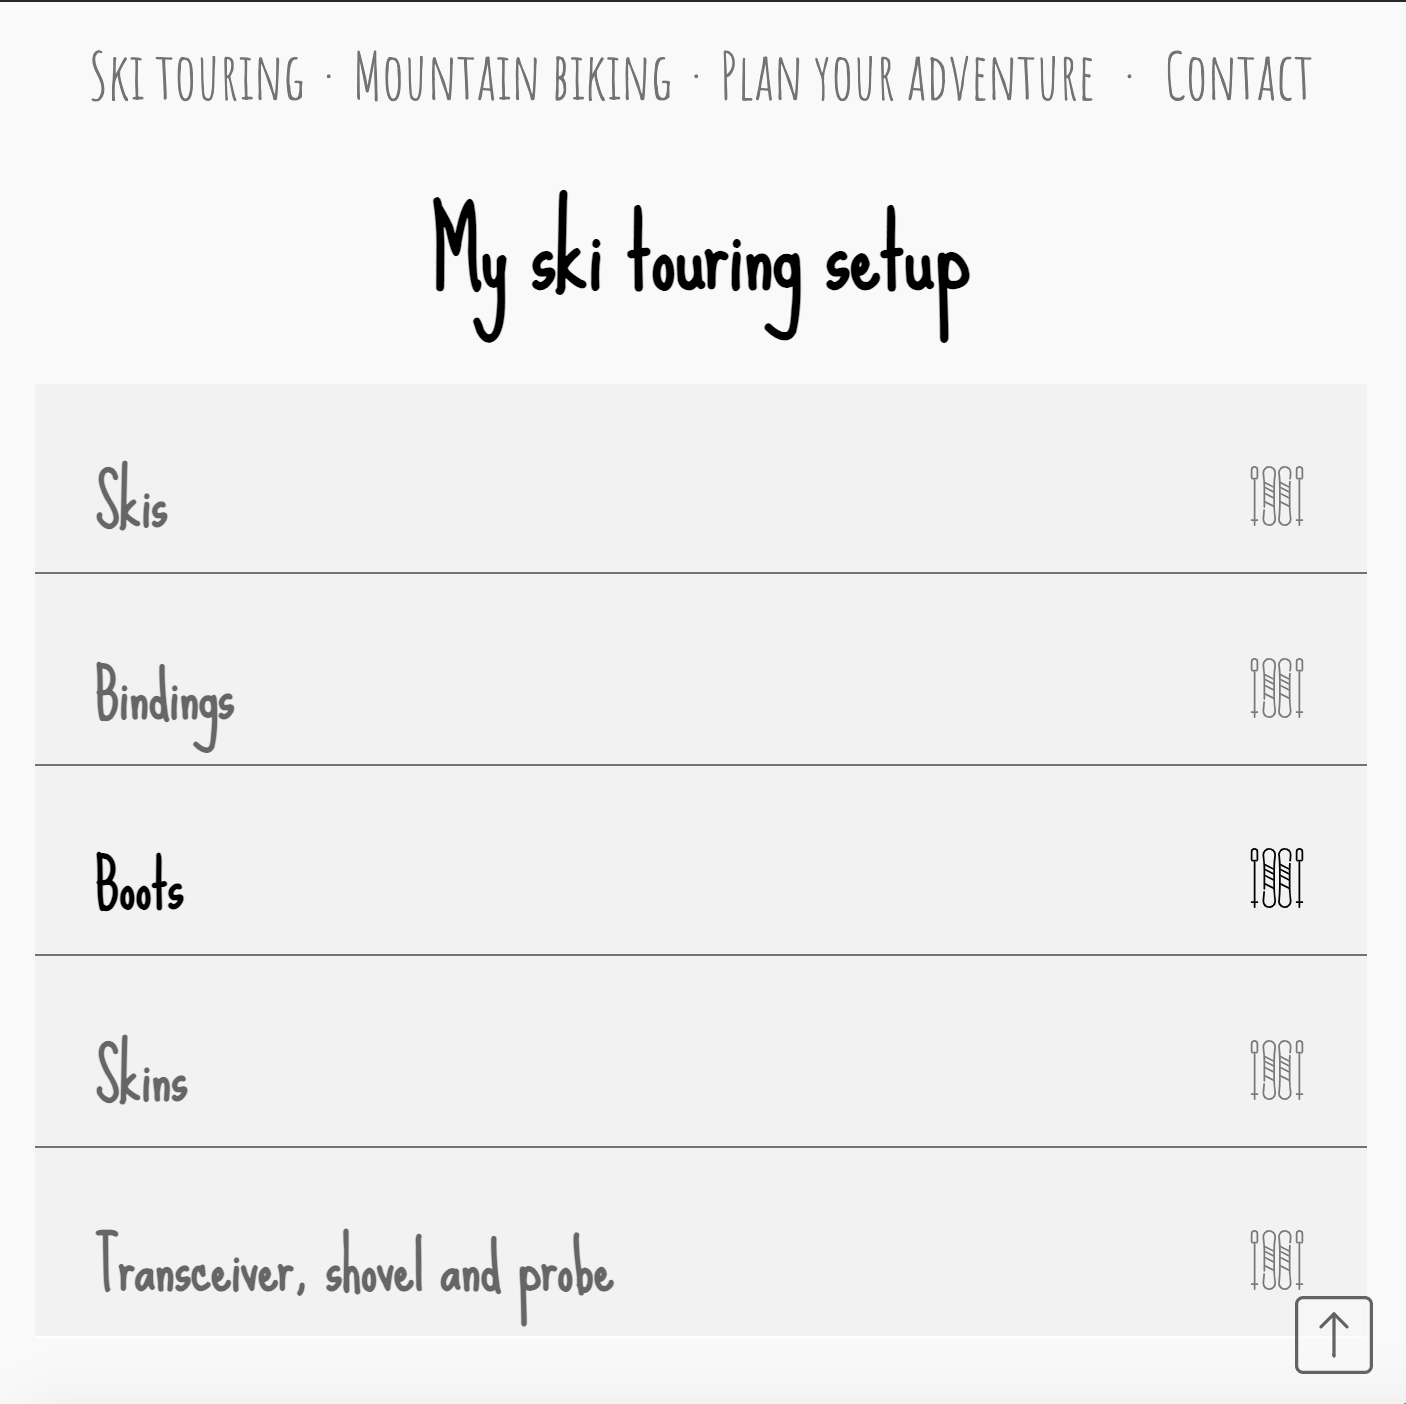 Ski touring · Mountain biking · Plan your adventure · Contact
My ski touring setup
Skis
Bindings
Boots
Skins
Transceiver, shovel and probe